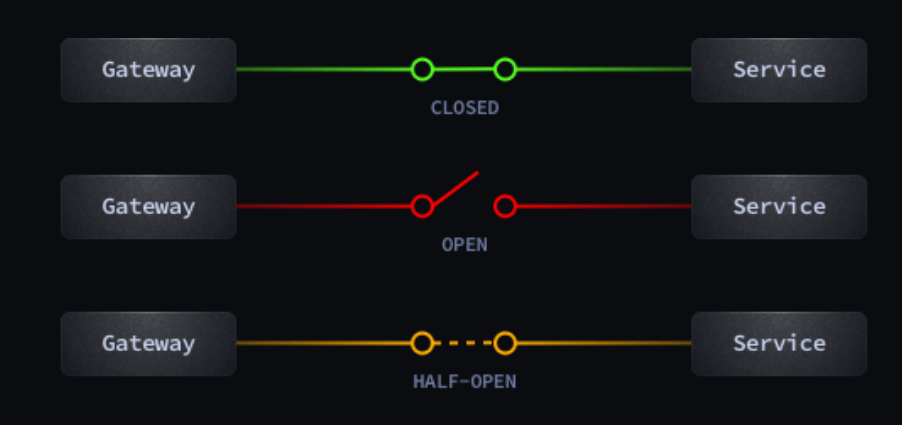 Gateway
Service
CLOSED
Gateway
Service
OPEN
Gateway
Service
HALF-OPEN